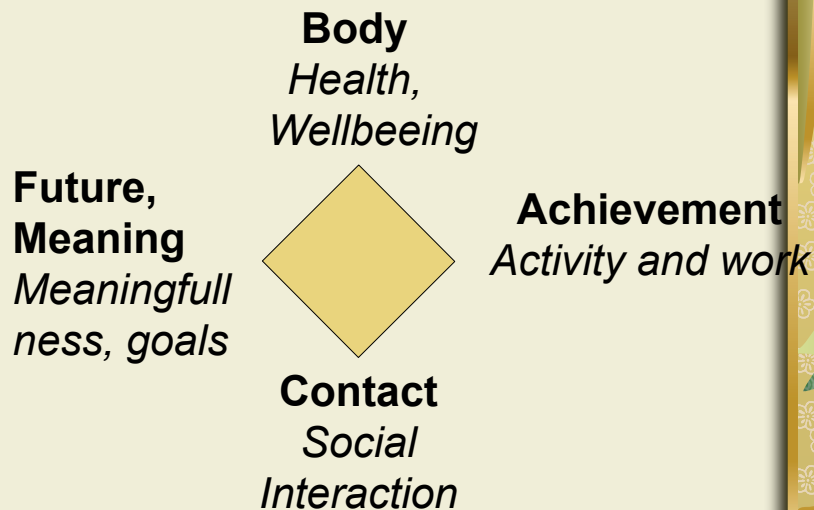 Body
Health,
Wellbeeing
Future,
Meaning
Meaningfull
ness, goals
Achievement
Activity and work
Contact
Social
Interaction